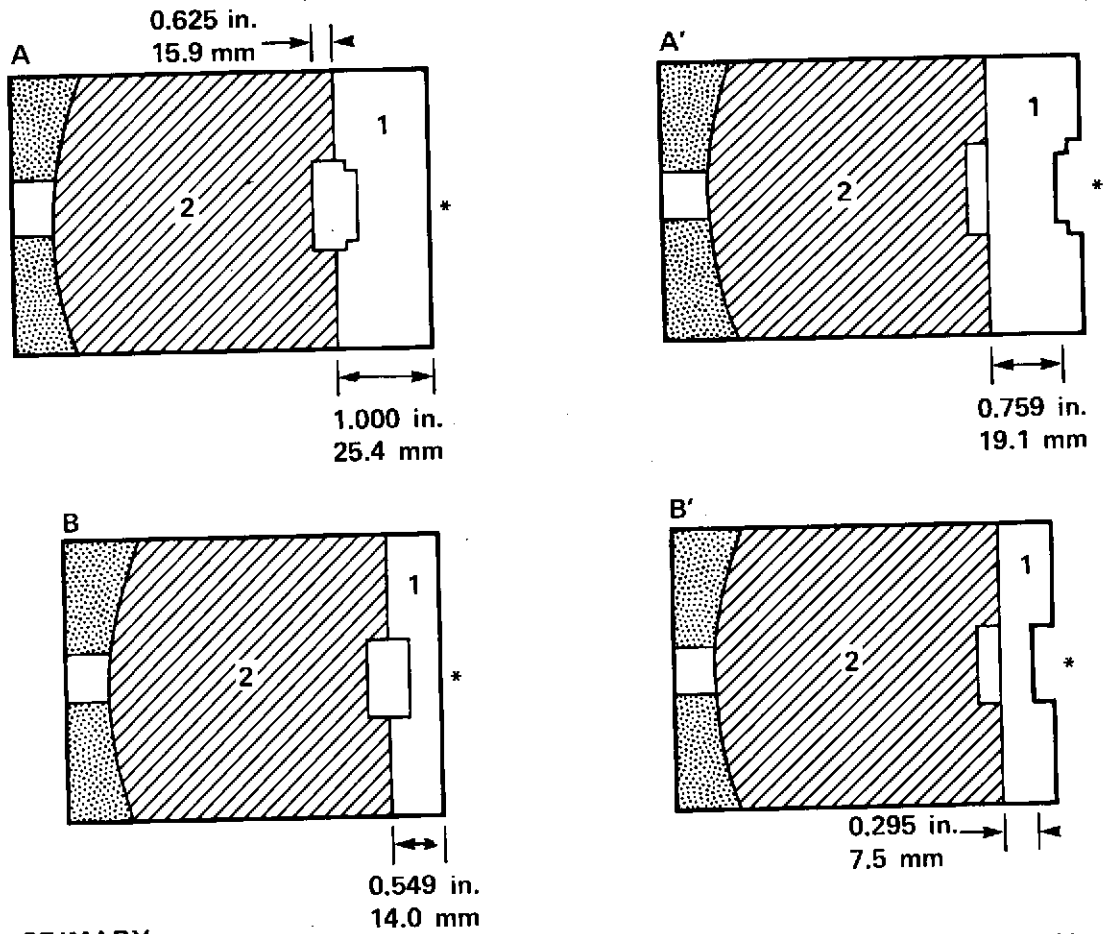 0.625 in.
15.9 mm
A
1
2
*
1.000 in.
25.4 mm
A'
1
2
*
0.759 in.
19.1 mm
B
1
2
*
0.549 in.
14.0 mm
B'
1
2
*
0.295 in.
7.5 mm